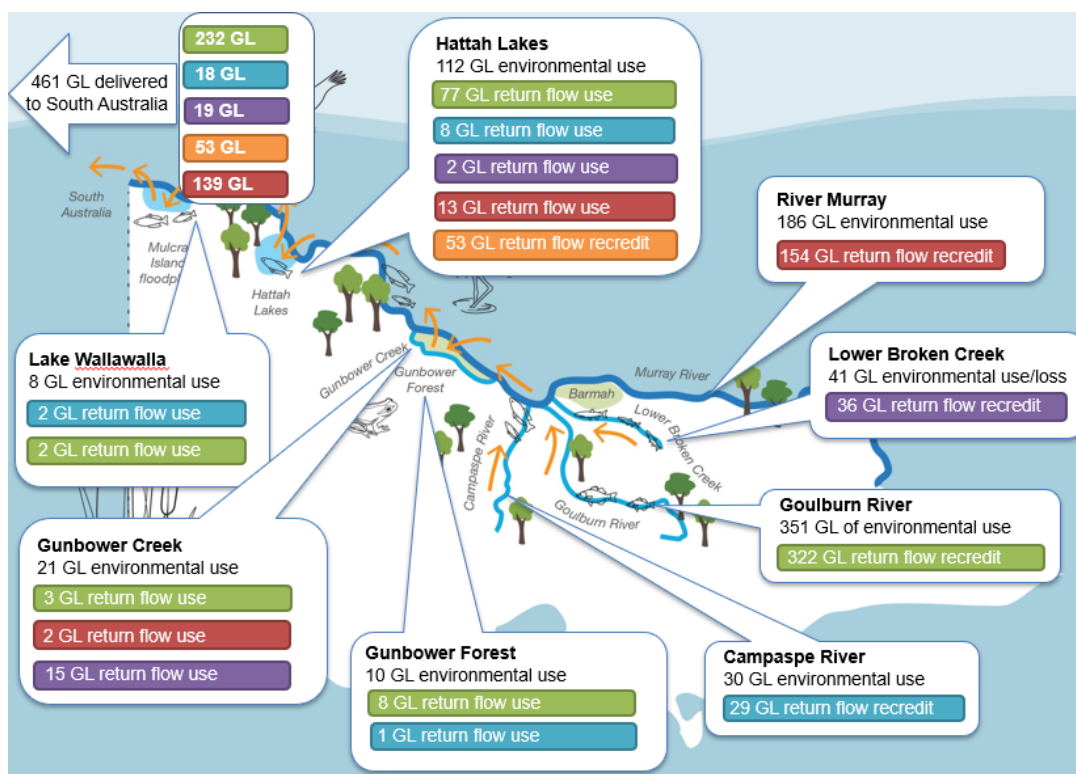 461 GL delivered
to South Australia
232 GL
18 GL
19 GL
53 GL
139 GL
Hattah Lakes
112 GL environmental use
77 GL return flow use
8 GL return flow use
2 GL return flow use
13 GL return flow use
53 GL return flow recredit
South
Australia
Island
Hattah
Lakes
River Murray
186 GL environmental use
154 GL return flow recredit
Lake Wallawalla
8 GL environmental use
2 GL return flow use
2 GL return flow use
Gunbower Creek
Gunbower
Forest
Murray River
Barmah
Lower Broken Creek
Campaspe River
Goulburn River
Lower Broken Creek
41 GL environmental use/loss
36 GL return flow recredit
Goulburn River
351 GL of environmental use
322 GL return flow recredit
Gunbower Creek
21 GL environmental use
3 GL return flow use
2 GL return flow use
15 GL return flow use
Gunbower Forest
10 GL environmental use
8 GL return flow use
1 GL return flow use
Campaspe River
30 GL environmental use
29 GL return flow recredit